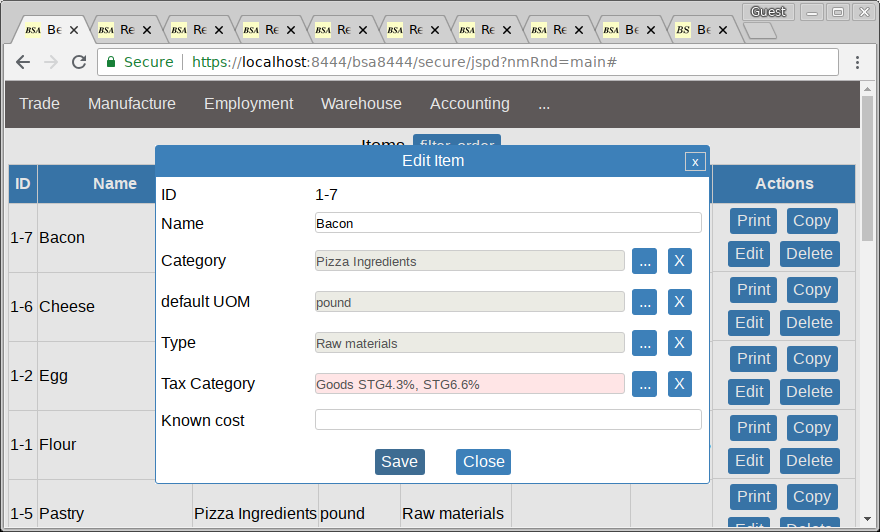 Guest
BSA Be BSA Re BSA Re BSA Re BSA Re BSA Re BSA Re BSA Re BSA Be BS Be
Secure https://localhost:8444/bsa8444/secure/jspd?nmRnd=main#
Trade Manufacture Employment Warehouse Accounting ...
Items filter-order
Edit Item x
ID Name Actions
ID 1-7
Name Bacon
Category Pizza Ingredients ... X
default UOM pound ... X
Type Raw materials ... X
Tax Category Goods STG4.3%, STG6.6% ... X
Known cost
Save Close
1-7 Bacon Print Copy
Edit Delete
1-6 Cheese Print Copy
Edit Delete
1-2 Egg Print Copy
Edit Delete
1-1 Flour Print Copy
Edit Delete
1-5 Pastry Pizza Ingredients pound Raw materials Print Copy
Edit Delete